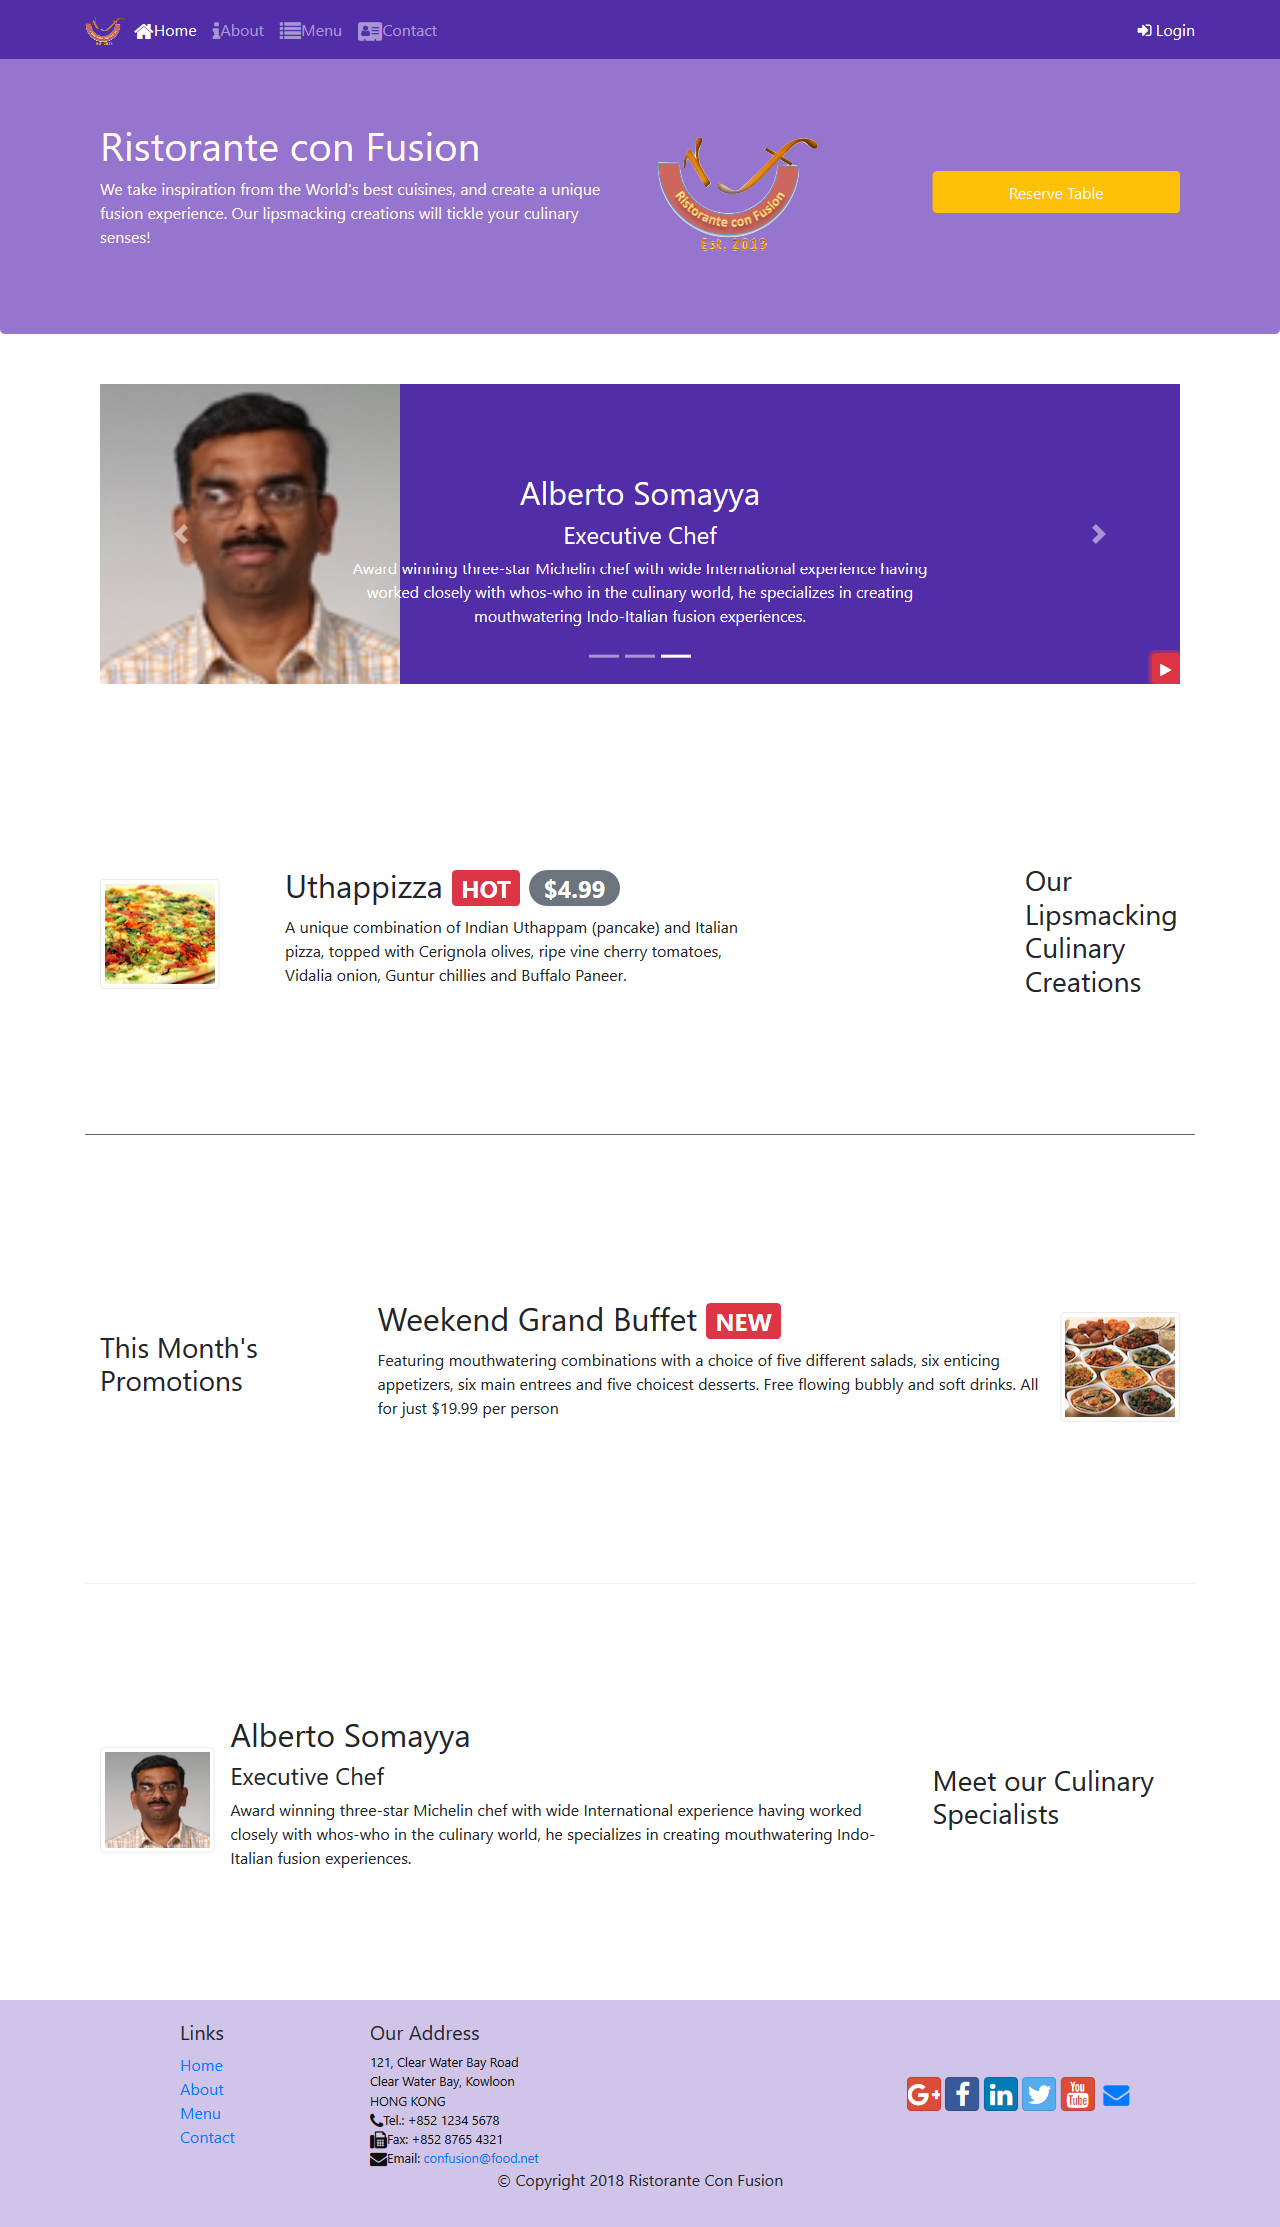 Home About Menu Contact Login
Ristorante con Fusion
We take inspiration from the World's best cuisines, and create a unique
fusion experience. Our lipsmacking creations will tickle your culinary
senses!
Ristorante con Fusion
Est. 2013
Reserve Table
Alberto Somayya
Executive Chef
Award winning three-star Michelin chef with wide International experience having
worked closely with whos-who in the culinary world, he specializes in creating
mouthwatering Indo-Italian fusion experiences.
Uthappizza HOT $4.99
A unique combination of Indian Uthappam (pancake) and Italian
pizza, topped with Cerignola olives, ripe vine cherry tomatoes,
Vidalia onion, Guntur chillies and Buffalo Paneer.
Our
Lipsmacking
Culinary
Creations
This Month's
Promotions
Weekend Grand Buffet NEW
Featuring mouthwatering combinations with a choice of five different salads, six enticing
appetizers, six main entrees and five choicest desserts. Free flowing bubbly and soft drinks. All
for just $19.99 per person
Alberto Somayya
Executive Chef
Award winning three-star Michelin chef with wide International experience having worked
closely with whos-who in the culinary world, he specializes in creating mouthwatering Indo-
Italian fusion experiences.
Meet our Culinary
Specialists
Links
Home
About
Menu
Contact
Our Address
121, Clear Water Bay Road
Clear Water Bay, Kowloon
HONG KONG
Tel.: +852 1234 5678
Fax: +852 8765 4321
Email: confusion@food.net
G+ f in You Tube
© Copyright 2018 Ristorante Con Fusion